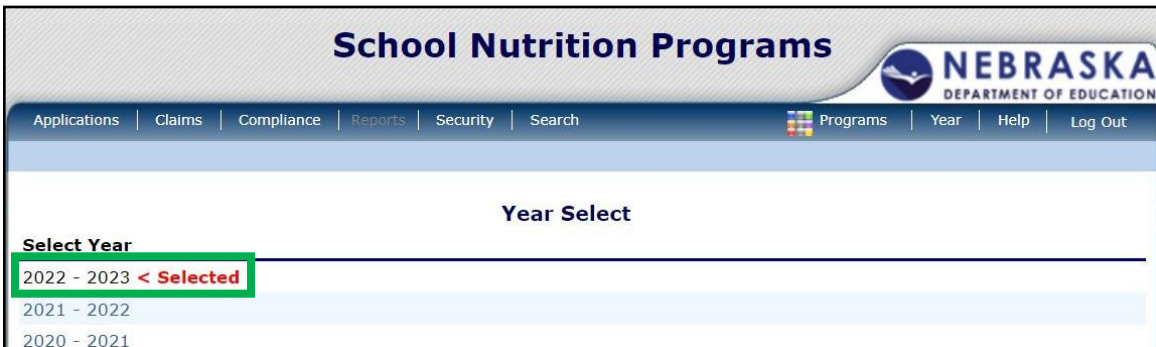 School Nutrition Programs
NEBRASKA
DEPARTMENT OF EDUCATION
Applications | Claims | Compliance | Reports | Security | Search Programs | Year | Help | Log Out
Year Select
Select Year
2022 - 2023 < Selected
2021 - 2022
2020 - 2021